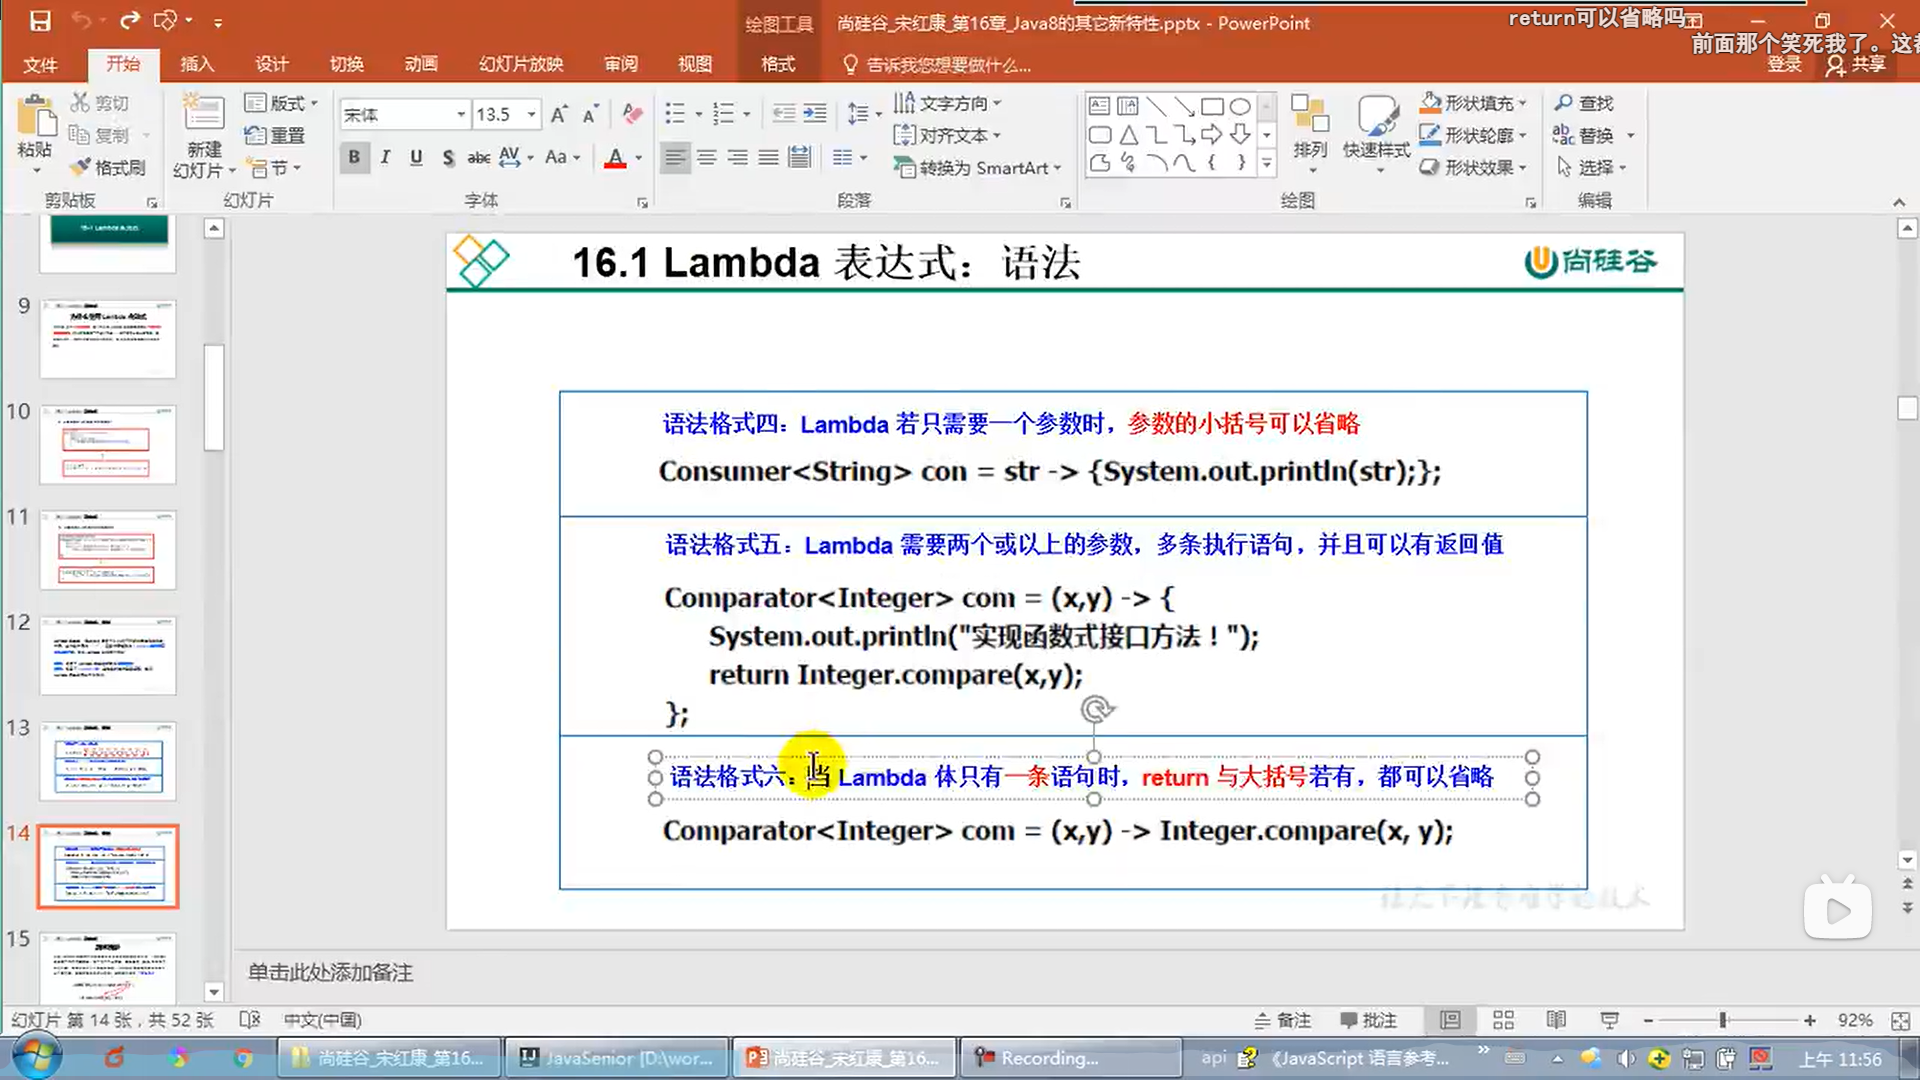 绘图工具
尚硅谷_宋红康_第16章_Java8的其它新特性.pptx - PowerPoint
return可以省略吗
前面那个笑死我了。这都
文件 开始 插入 设计 切换 动画 幻灯片放映 审阅 视图 格式 告诉我您想要做什么... 登录 共享
粘贴 剪切 复制 格式刷 剪贴板
新建 幻灯片 版式 重置 节 幻灯片
宋体 13.5 字体
文字方向 对齐文本 转换为 SmartArt 段落
排列 快速样式 形状填充 形状轮廓 形状效果 绘图
查找 替换 选择 编辑
9
10
11
12
13
14
15
16.1 Lambda 表达式：语法
尚硅谷
语法格式四：Lambda 若只需要一个参数时，参数的小括号可以省略
Consumer<String> con = str -> {System.out.println(str);};
语法格式五：Lambda 需要两个或以上的参数，多条执行语句，并且可以有返回值
Comparator<Integer> com = (x,y) -> {
System.out.println("实现函数式接口方法！");
return Integer.compare(x,y);
};
语法格式六：当 Lambda 体只有一条语句时，return 与大括号若有，都可以省略
Comparator<Integer> com = (x,y) -> Integer.compare(x, y);
单击此处添加备注
幻灯片 第 14 张，共 52 张 中文(中国) 备注 批注 92%
尚硅谷_宋红康_第16... JavaSenior [D:\wor... 尚硅谷_宋红康_第16... Recording... api 《JavaScript 语言参考... 上午 11:56